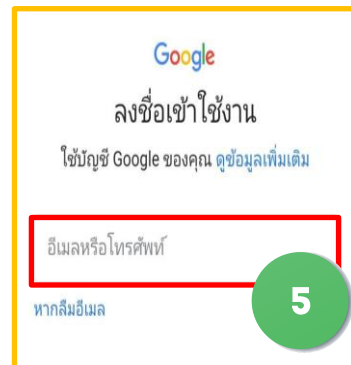 Google
ลงชื่อเข้าใช้งาน
ใช้บัญชี Google ของคุณ ดูข้อมูลเพิ่มเติม
อีเมลหรือโทรศัพท์
หากลืมอีเมล
5